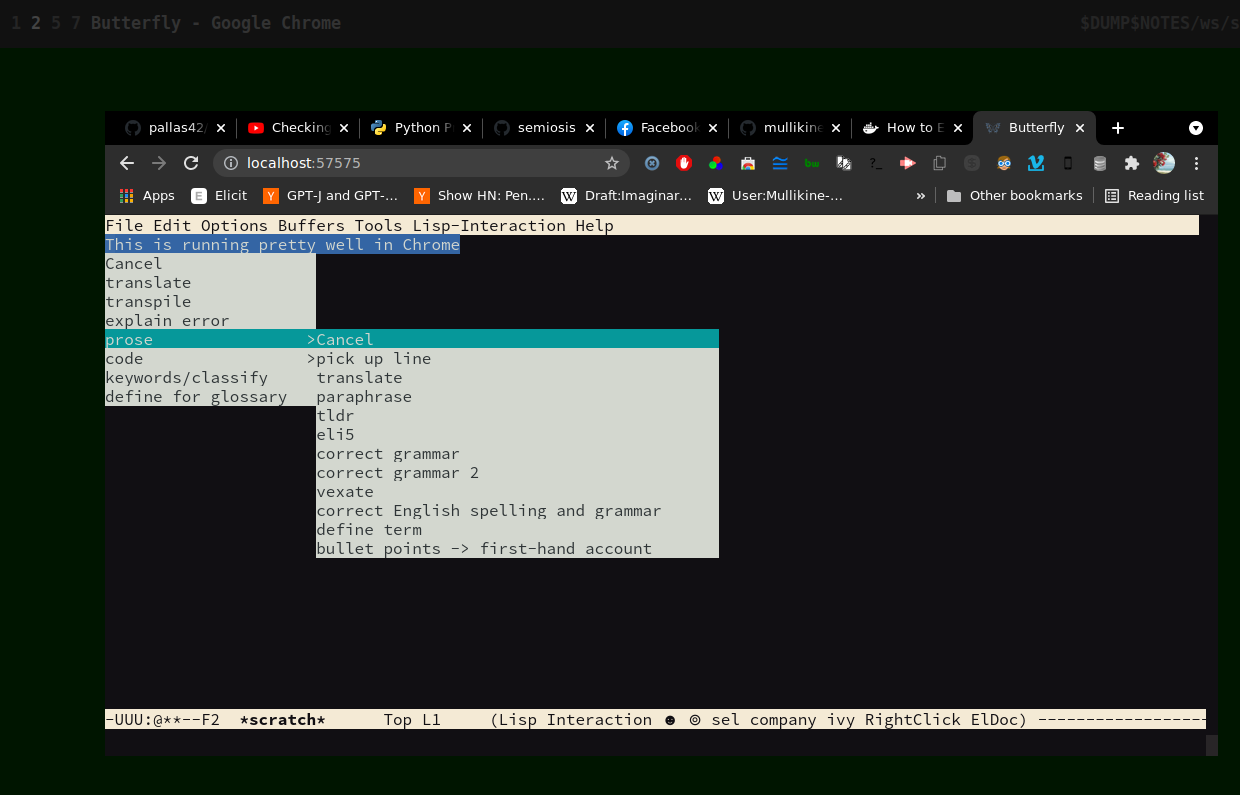 1 2 5 7 Butterfly - Google Chrome $DUMP$NOTES/ws/s
pallas42/ Checking Python P semiosis Facebook mullikine How to E Butterfly
localhost:57575
Apps Elicit GPT-J and GPT-... Show HN: Pen.... Draft:Imaginar... User:Mullikine-... » Other bookmarks Reading list
File Edit Options Buffers Tools Lisp-Interaction Help
This is running pretty well in Chrome
Cancel
translate
transpile
explain error
prose >Cancel
code >pick up line
keywords/classify translate
define for glossary paraphrase
tldr
eli5
correct grammar
correct grammar 2
vexate
correct English spelling and grammar
define term
bullet points -> first-hand account
-UUU:@**--F2 *scratch* Top L1 (Lisp Interaction ☻ ◎ sel company ivy RightClick ElDoc) ------------------